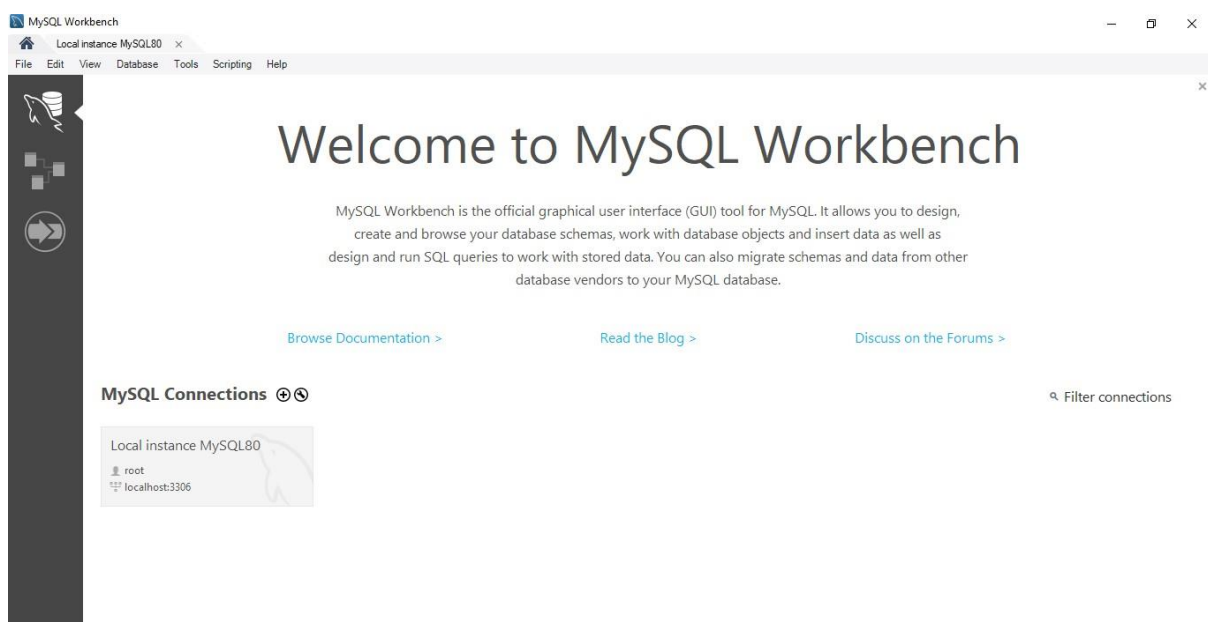 MySQL Workbench
Local instance MySQL80
File Edit View Database Tools Scripting Help
Welcome to MySQL Workbench
MySQL Workbench is the official graphical user interface (GUI) tool for MySQL. It allows you to design,
create and browse your database schemas, work with database objects and insert data as well as
design and run SQL queries to work with stored data. You can also migrate schemas and data from other
database vendors to your MySQL database.
Browse Documentation > Read the Blog > Discuss on the Forums >
MySQL Connections Filter connections
Local instance MySQL80
root
localhost:3306